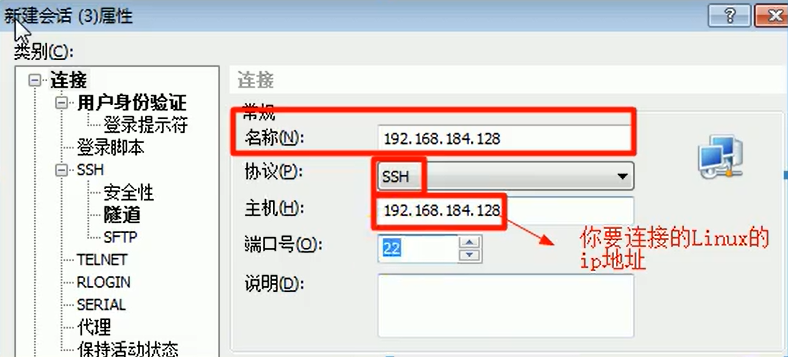 新建会话 (3)属性
类别(C):
连接
用户身份验证
登录提示符
登录脚本
SSH
安全性
隧道
SFTP
TELNET
RLOGIN
SERIAL
代理
保持活动状态
连接
常规
名称(N): 192.168.184.128
协议(P): SSH
主机(H): 192.168.184.128
端口号(O): 22
说明(D):
你要连接的Linux的
ip地址